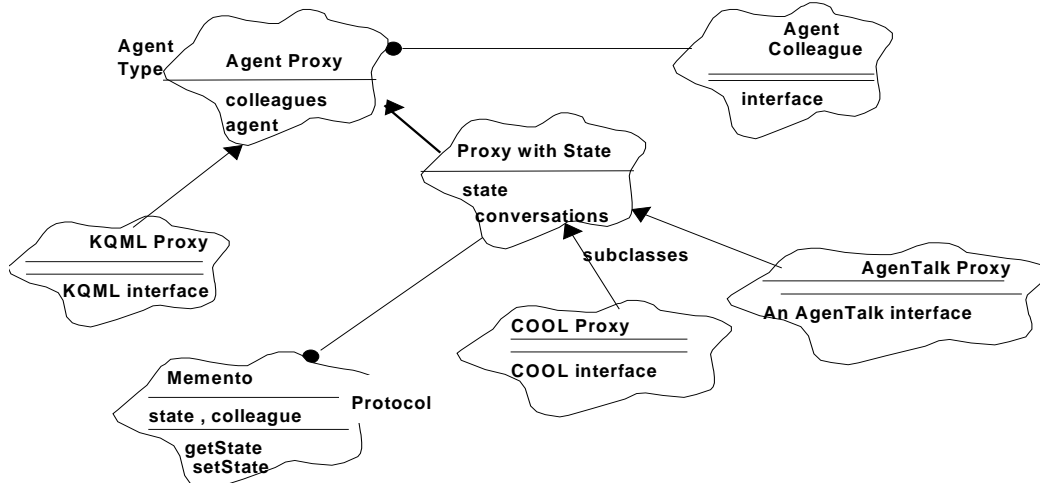 Agent
Type
Agent Proxy
colleagues
agent
Agent
Colleague
interface
Proxy with State
state
conversations
subclasses
KQML Proxy
KQML interface
AgenTalk Proxy
An AgenTalk interface
COOL Proxy
COOL interface
Memento
Protocol
state , colleague
getState
setState